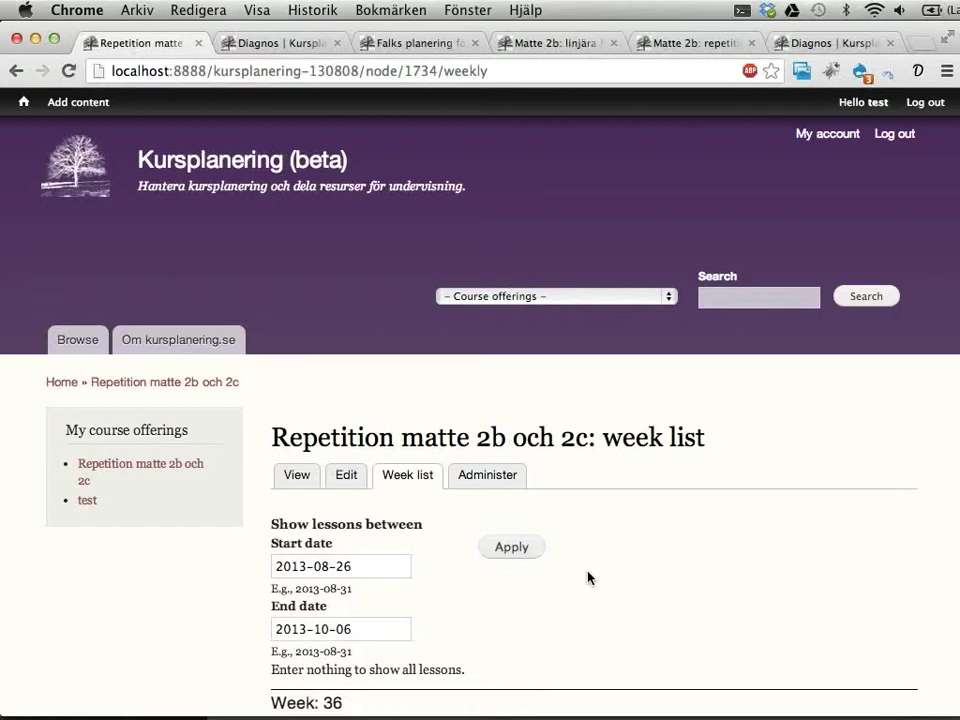 Chrome Arkiv Redigera Visa Historik Bokmärken Fönster Hjälp
Repetition matte Diagnos | Kurspla Falks planering fö Matte 2b: linjära Matte 2b: repetit Diagnos | Kurspla
localhost:8888/kursplanering-130808/node/1734/weekly ABP 3
Add content Hello test Log out
My account Log out
Kursplanering (beta)
Hantera kursplanering och dela resurser för undervisning.
Search
- Course offerings - Search
Browse Om kursplanering.se
Home » Repetition matte 2b och 2c
My course offerings
Repetition matte 2b och
2c
test
Repetition matte 2b och 2c: week list
View Edit Week list Administer
Show lessons between
Start date
2013-08-26 Apply
E.g., 2013-08-31
End date
2013-10-06
E.g., 2013-08-31
Enter nothing to show all lessons.
Week: 36